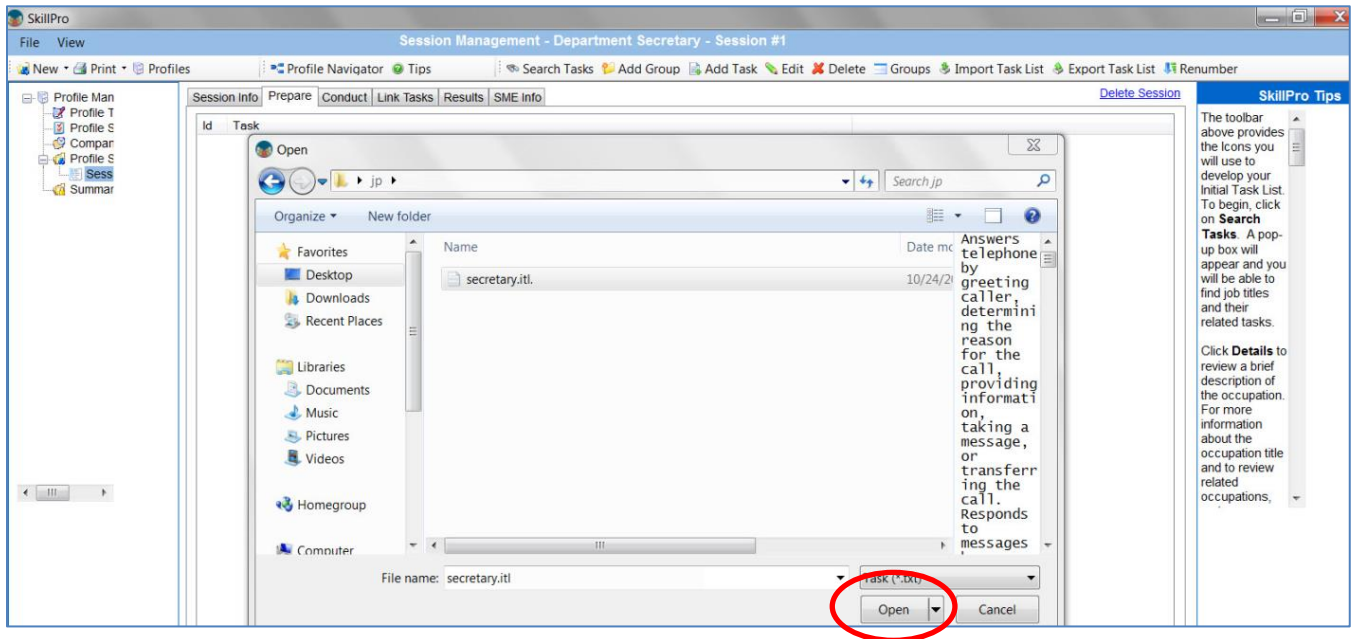 SkillPro
File View
Session Management - Department Secretary - Session #1
New Print Profiles Profile Navigator Tips Search Tasks Add Group Add Task Edit Delete Groups Import Task List Export Task List Renumber
Profile Man
Profile T
Profile S
Compan
Profile S
Sess
Summar
Session Info Prepare Conduct Link Tasks Results SME Info
Delete Session
Id Task
Open
jp
Search jp
Organize New folder
Favorites
Desktop
Downloads
Recent Places
Libraries
Documents
Music
Pictures
Videos
Homegroup
Computer
Name Date mo
secretary.itl. 10/24/2
Answers
telephone
by
greeting
caller,
determini
ng the
reason
for the
call,
providing
informati
on,
taking a
message,
or
transferr
ing the
call.
Responds
to
messages
File name: secretary.itl
Task (*.txt)
Open Cancel
SkillPro Tips
The toolbar
above provides
the Icons you
will use to
develop your
Initial Task List.
To begin, click
on Search
Tasks. A pop-
up box will
appear and you
will be able to
find job titles
and their
related tasks.
Click Details to
review a brief
description of
the occupation.
For more
information
about the
occupation title
and to review
related
occupations,